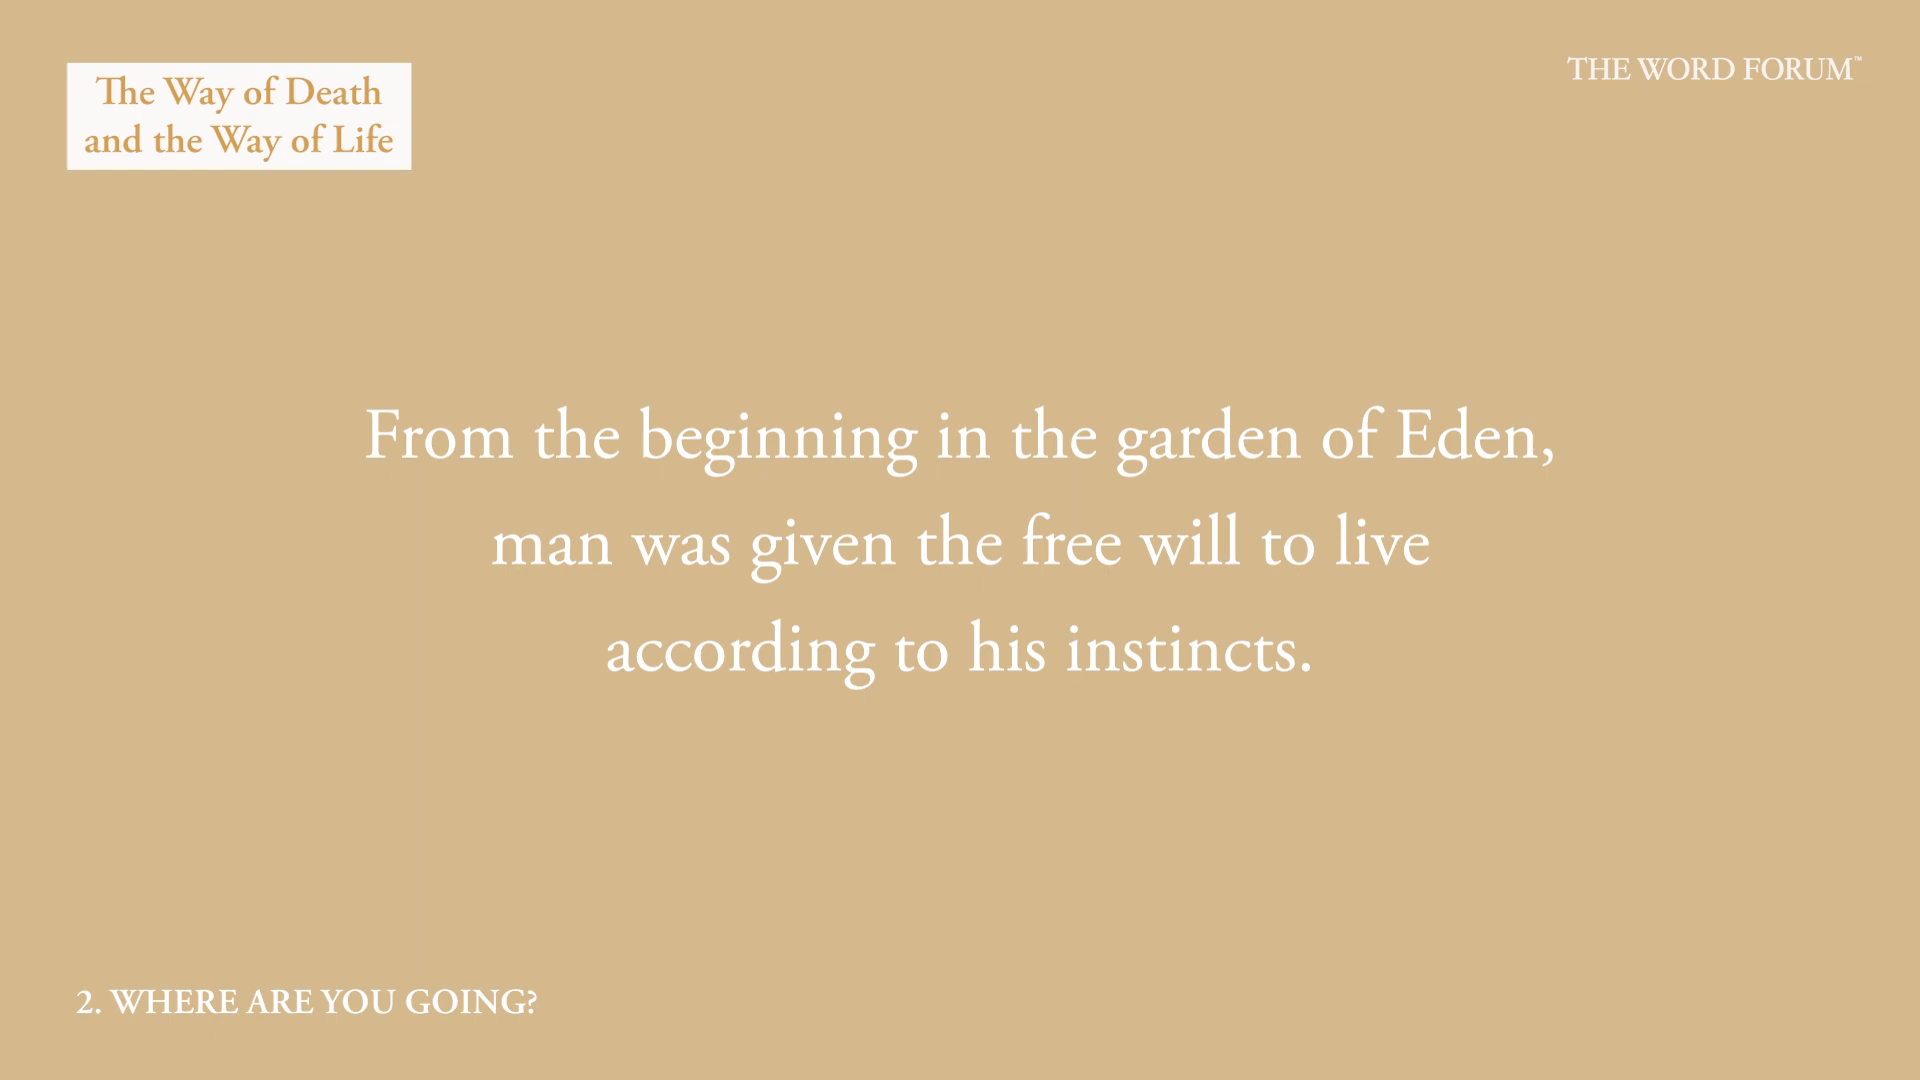 The Way of Death
and the Way of Life
THE WORD FORUM™
From the beginning in the garden of Eden,
man was given the free will to live
according to his instincts.
2. WHERE ARE YOU GOING?